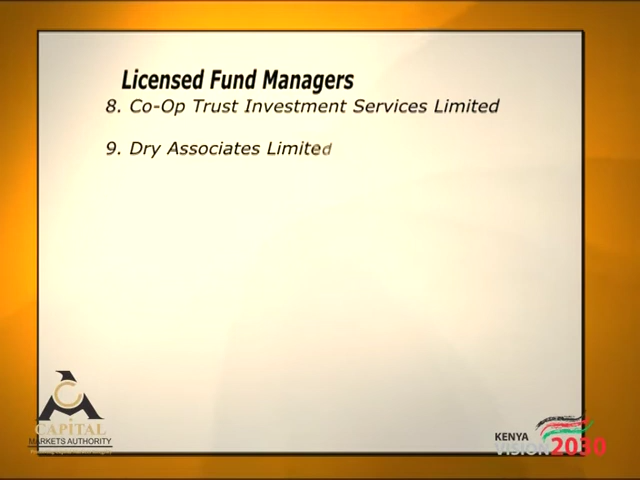 Licensed Fund Managers
8. Co-Op Trust Investment Services Limited
9. Dry Associates Limited
CAPITAL
MARKETS AUTHORITY
KENYA
VISION 2030